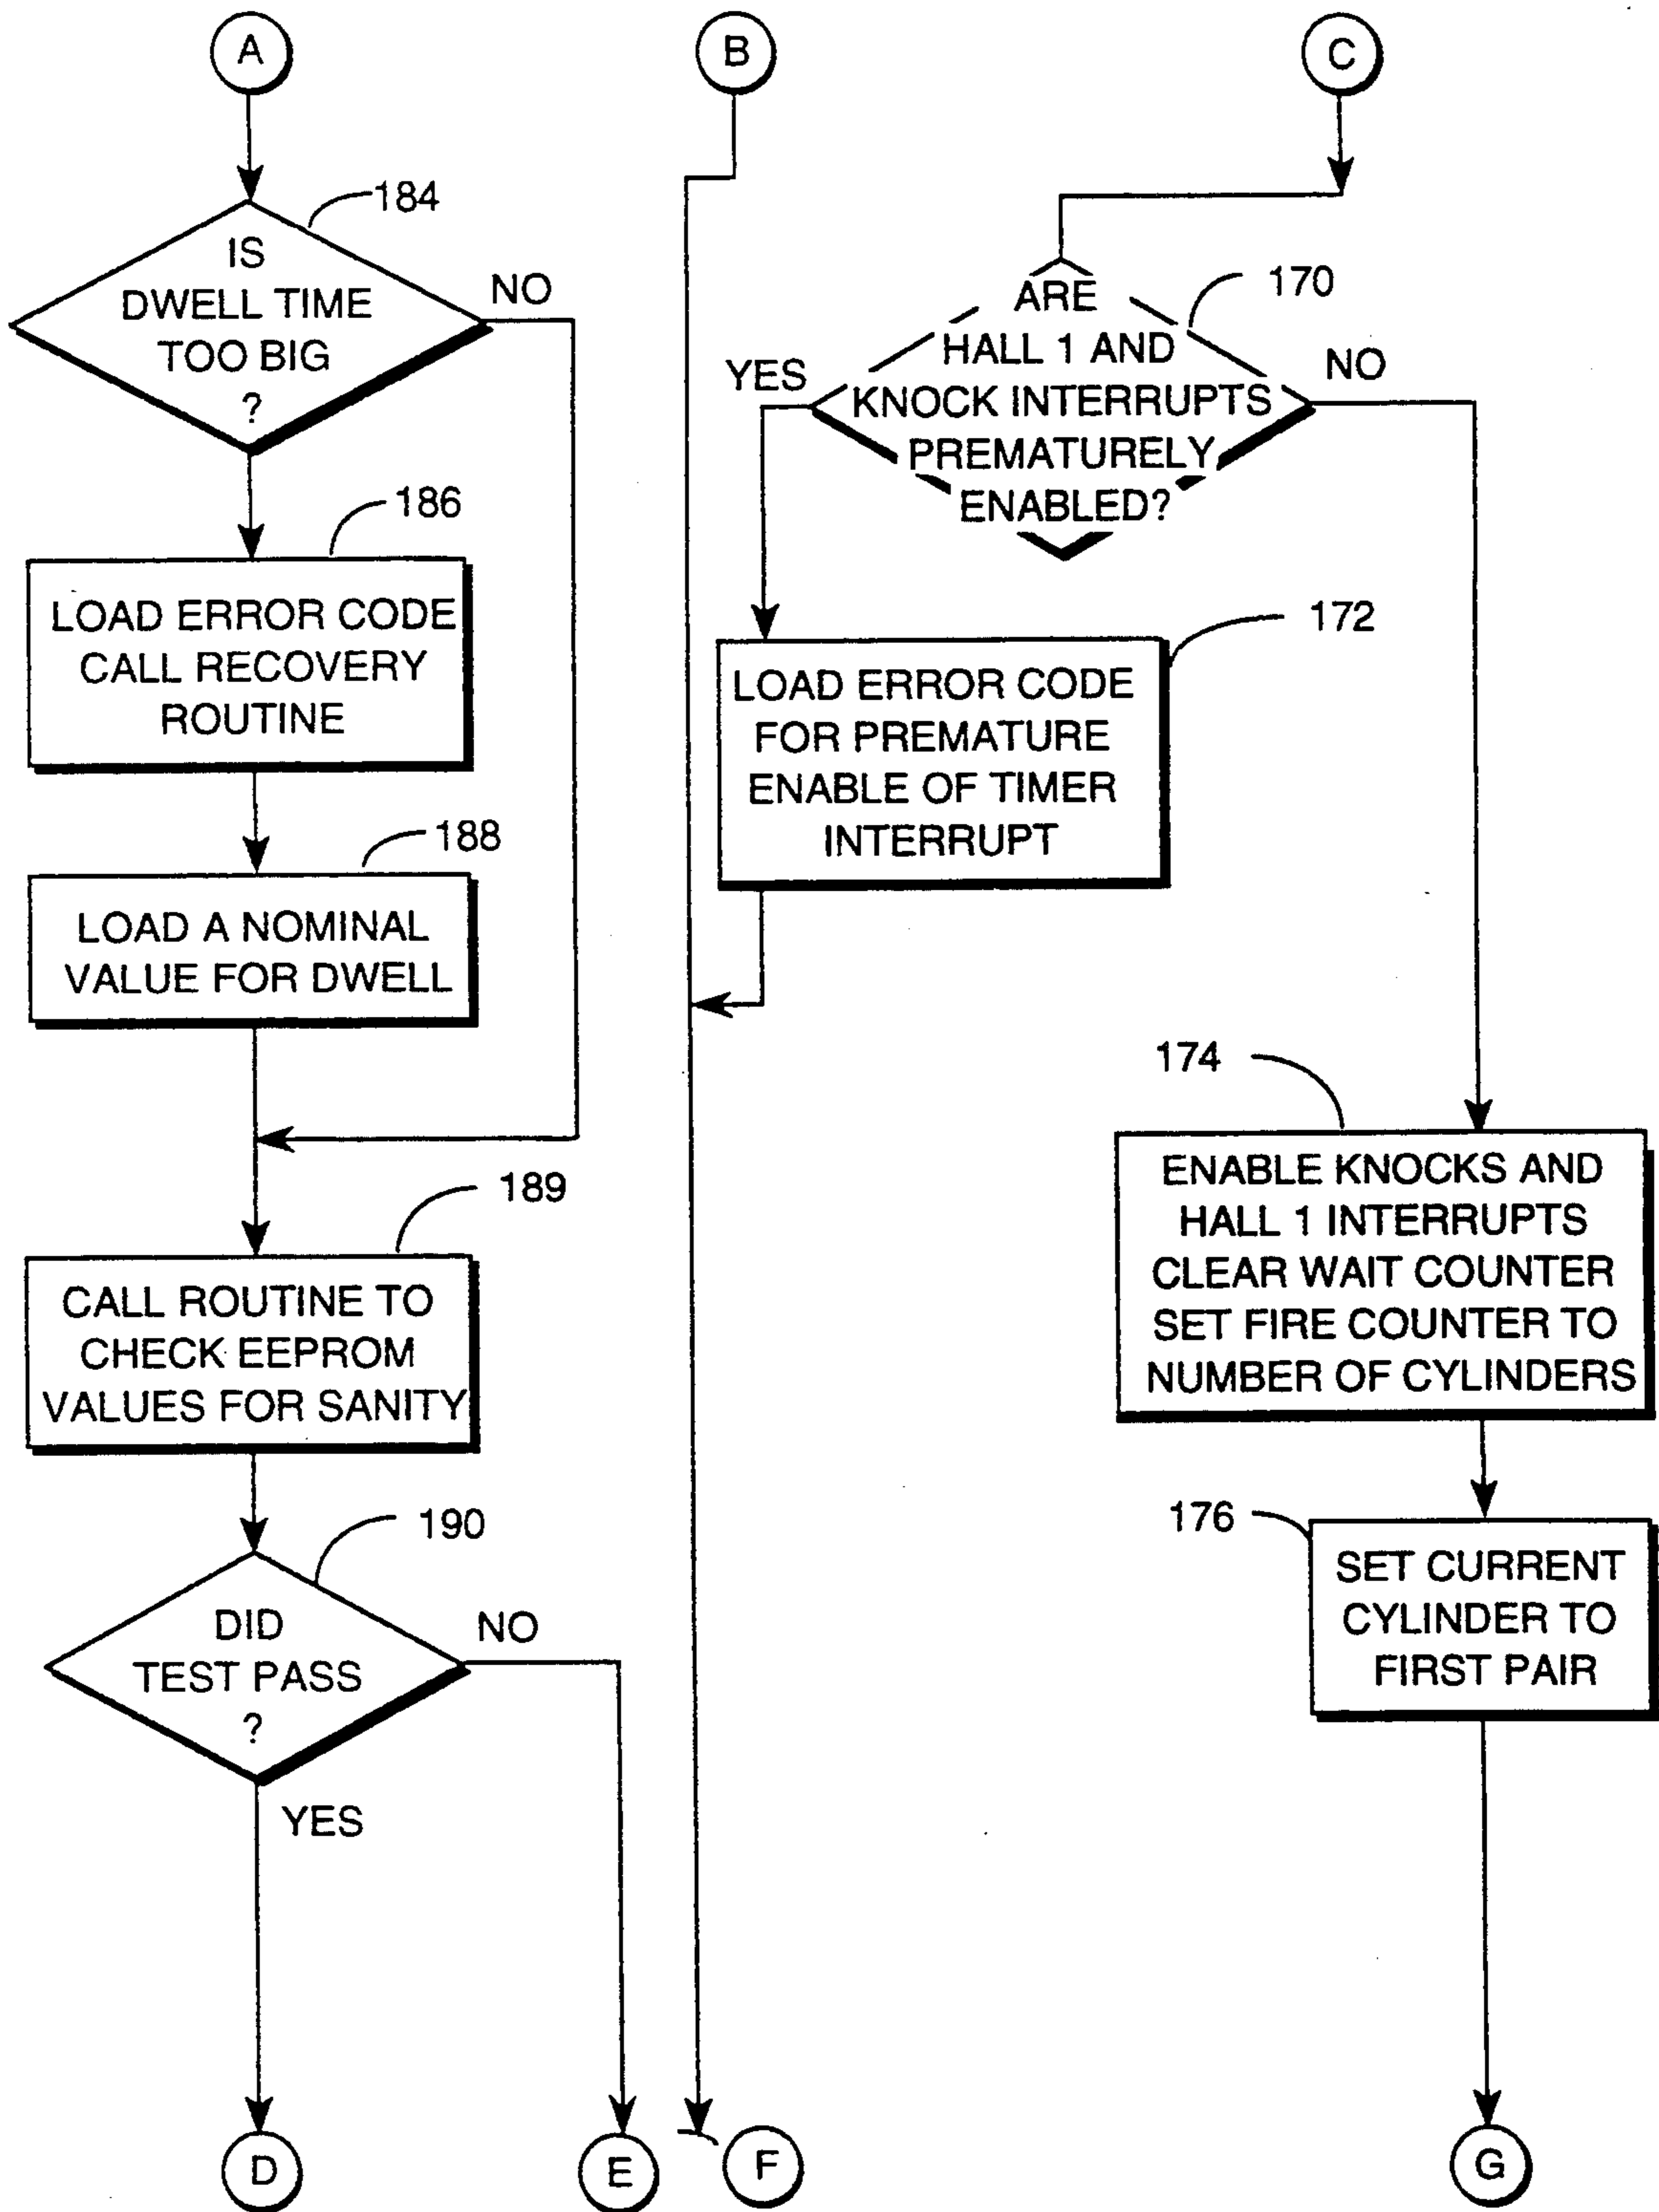 A
B
C
184
IS
DWELL TIME
TOO BIG
?
NO
186
LOAD ERROR CODE
CALL RECOVERY
ROUTINE
188
LOAD A NOMINAL
VALUE FOR DWELL
189
CALL ROUTINE TO
CHECK EEPROM
VALUES FOR SANITY
190
DID
TEST PASS
?
NO
YES
170
ARE
HALL 1 AND
KNOCK INTERRUPTS
PREMATURELY
ENABLED?
YES
NO
172
LOAD ERROR CODE
FOR PREMATURE
ENABLE OF TIMER
INTERRUPT
174
ENABLE KNOCKS AND
HALL 1 INTERRUPTS
CLEAR WAIT COUNTER
SET FIRE COUNTER TO
NUMBER OF CYLINDERS
176
SET CURRENT
CYLINDER TO
FIRST PAIR
D
E
F
G